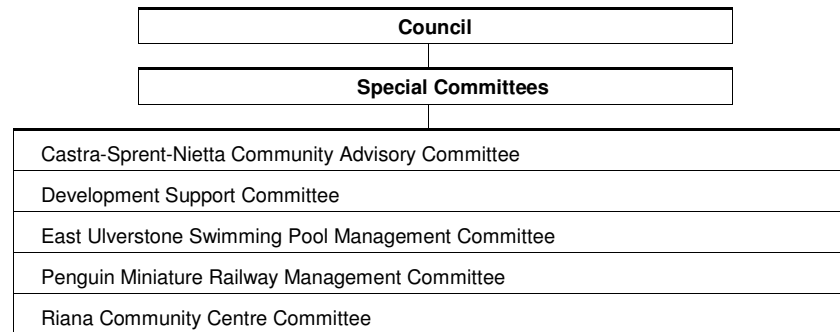 Council
Special Committees
Castra-Sprent-Nietta Community Advisory Committee
Development Support Committee
East Ulverstone Swimming Pool Management Committee
Penguin Miniature Railway Management Committee
Riana Community Centre Committee